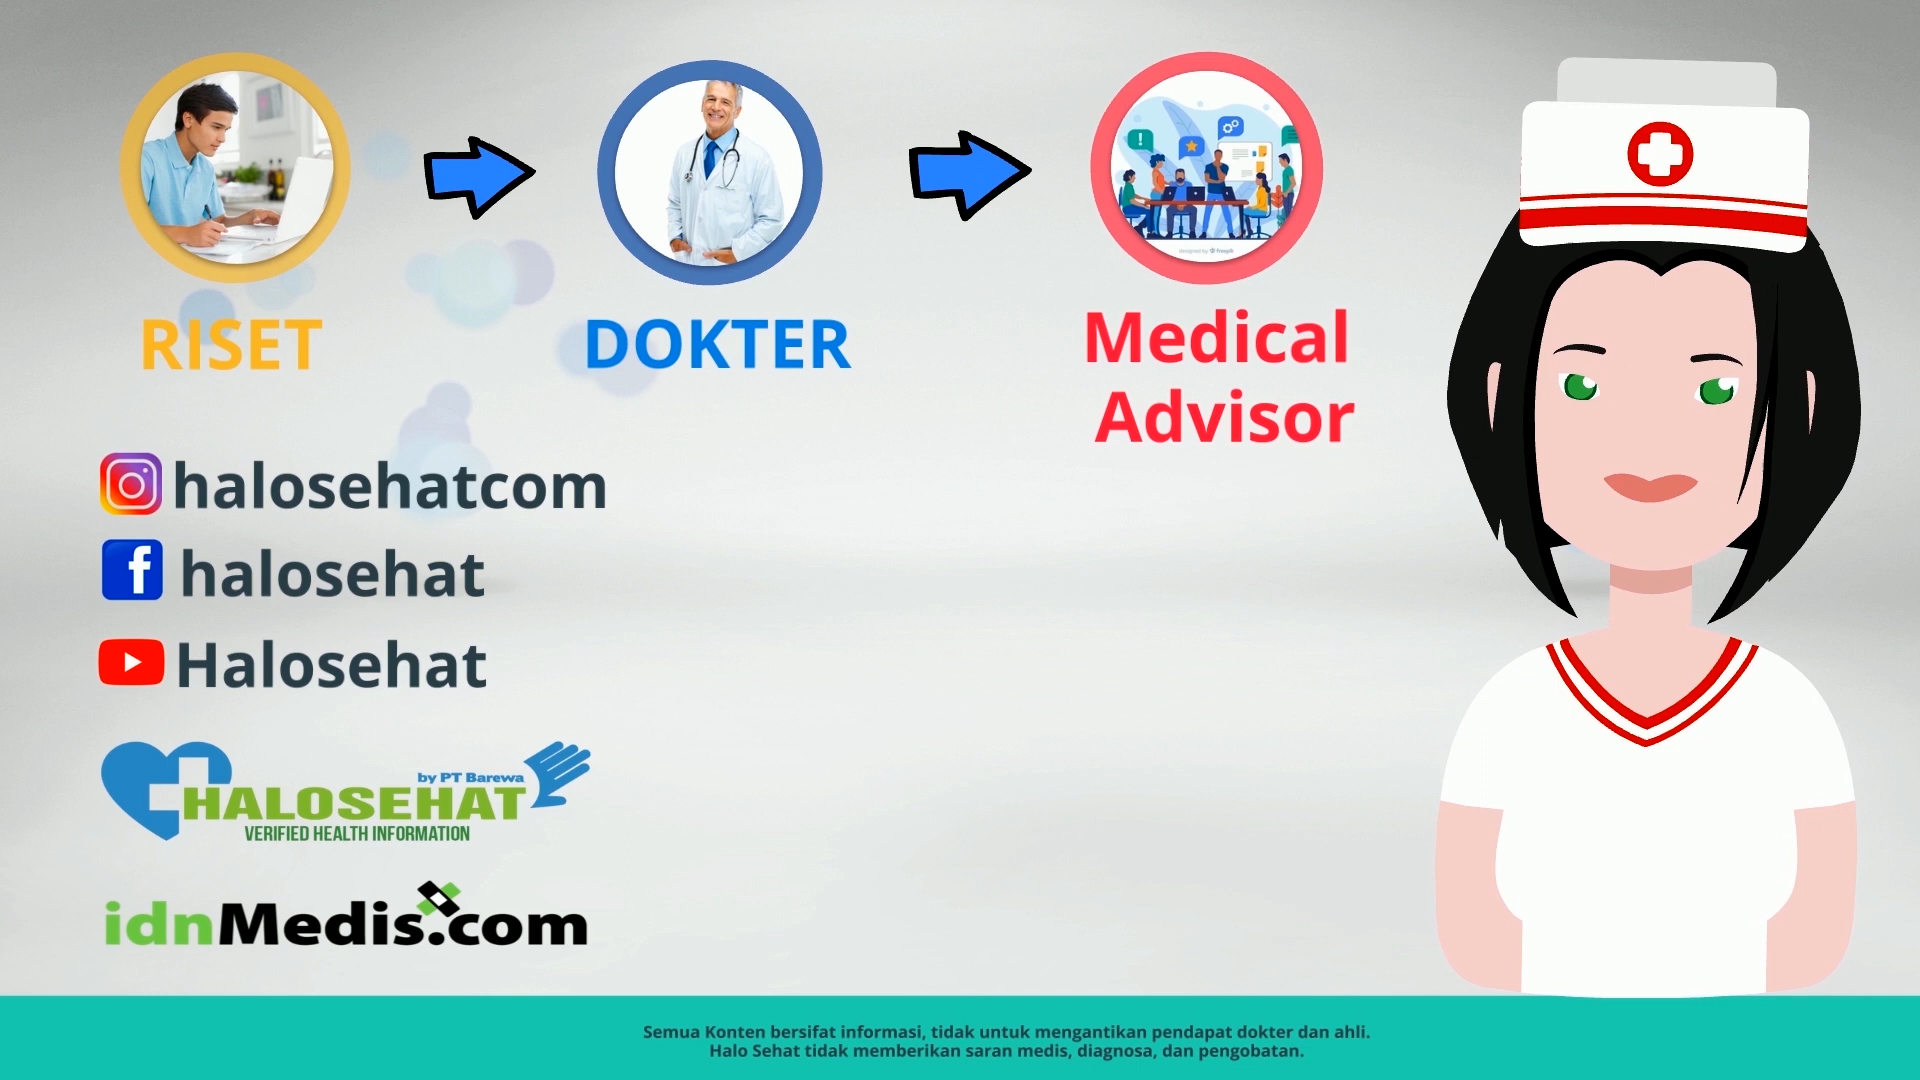 RISET
DOKTER
Medical
Advisor
halosehatcom
halosehat
Halosehat
by PT Barewa
HALOSEHAT
VERIFIED HEALTH INFORMATION
idnMedis.com
Semua Konten bersifat informasi, tidak untuk mengantikan pendapat dokter dan ahli.
Halo Sehat tidak memberikan saran medis, diagnosa, dan pengobatan.